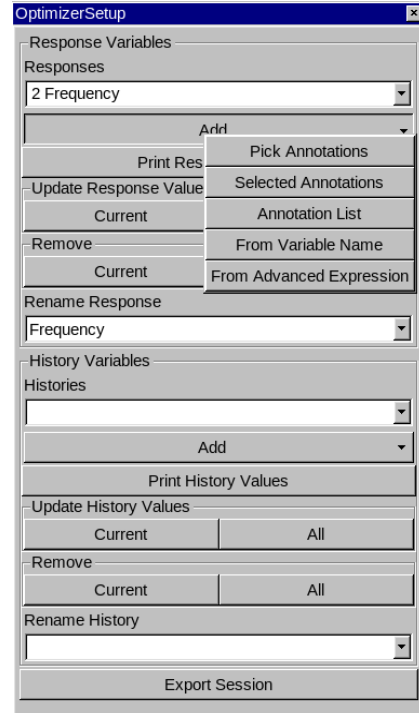 OptimizerSetup
Response Variables
Responses
2 Frequency
Add
Pick Annotations
Print Res
Selected Annotations
Update Response Value
Current
Annotation List
Remove
From Variable Name
Current
From Advanced Expression
Rename Response
Frequency
History Variables
Histories
Add
Print History Values
Update History Values
Current All
Remove
Current All
Rename History
Export Session